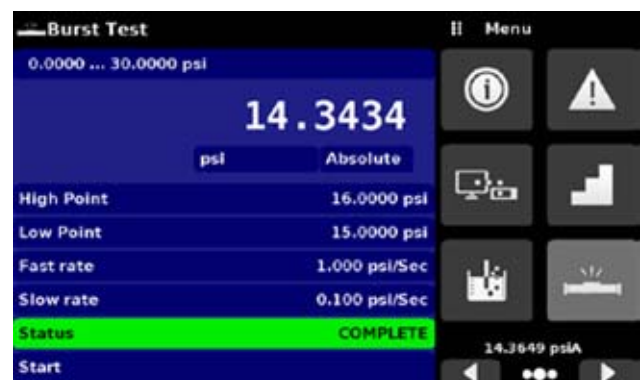 Burst Test
0.0000 ... 30.0000 psi
14.3434
psi Absolute
High Point 16.0000 psi
Low Point 15.0000 psi
Fast rate 1.000 psi/Sec
Slow rate 0.100 psi/Sec
Status COMPLETE
Start
Menu
14.3649 psiA